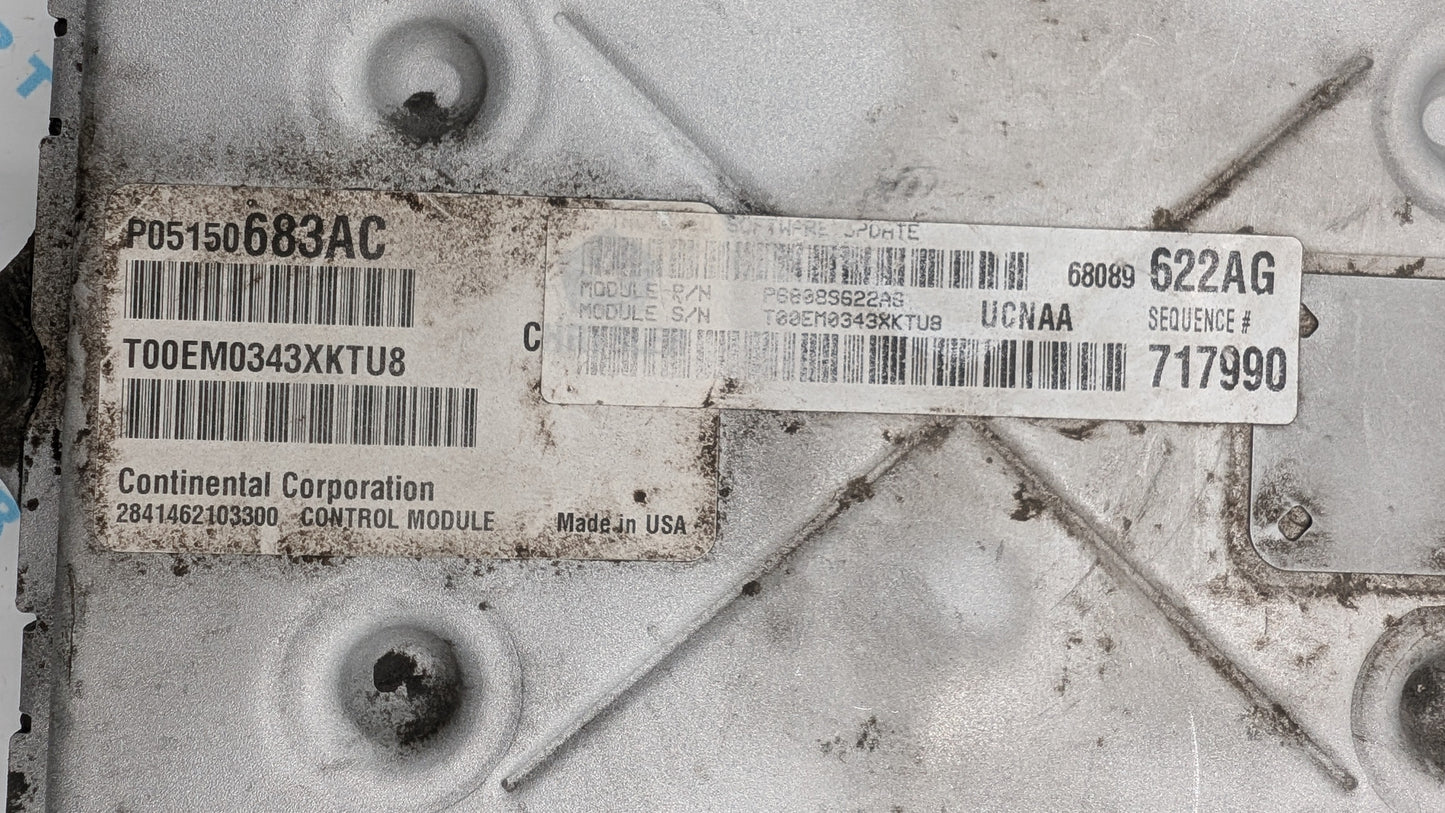 P05150683AC
T00EM0343XKTU8
Continental Corporation
2841462103300 CONTROL MODULE
Made in USA
SOFTWARE UPDATE
68089 622AG
MODULE P/N
MODULE S/N T00EM0343XKTU8
UCNAA
SEQUENCE #
717990